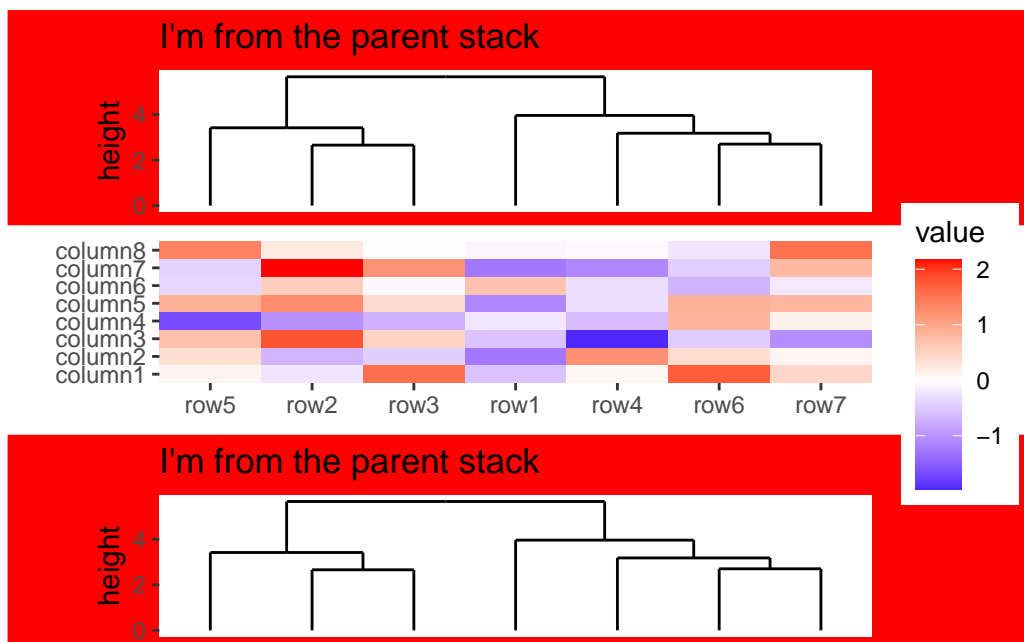 I'm from the parent stack
height
4
2
0
column8
column7
column6
column5
column4
column3
column2
column1
row5 row2 row3 row1 row4 row6 row7
value
2
1
0
−1
I'm from the parent stack
height
4
2
0